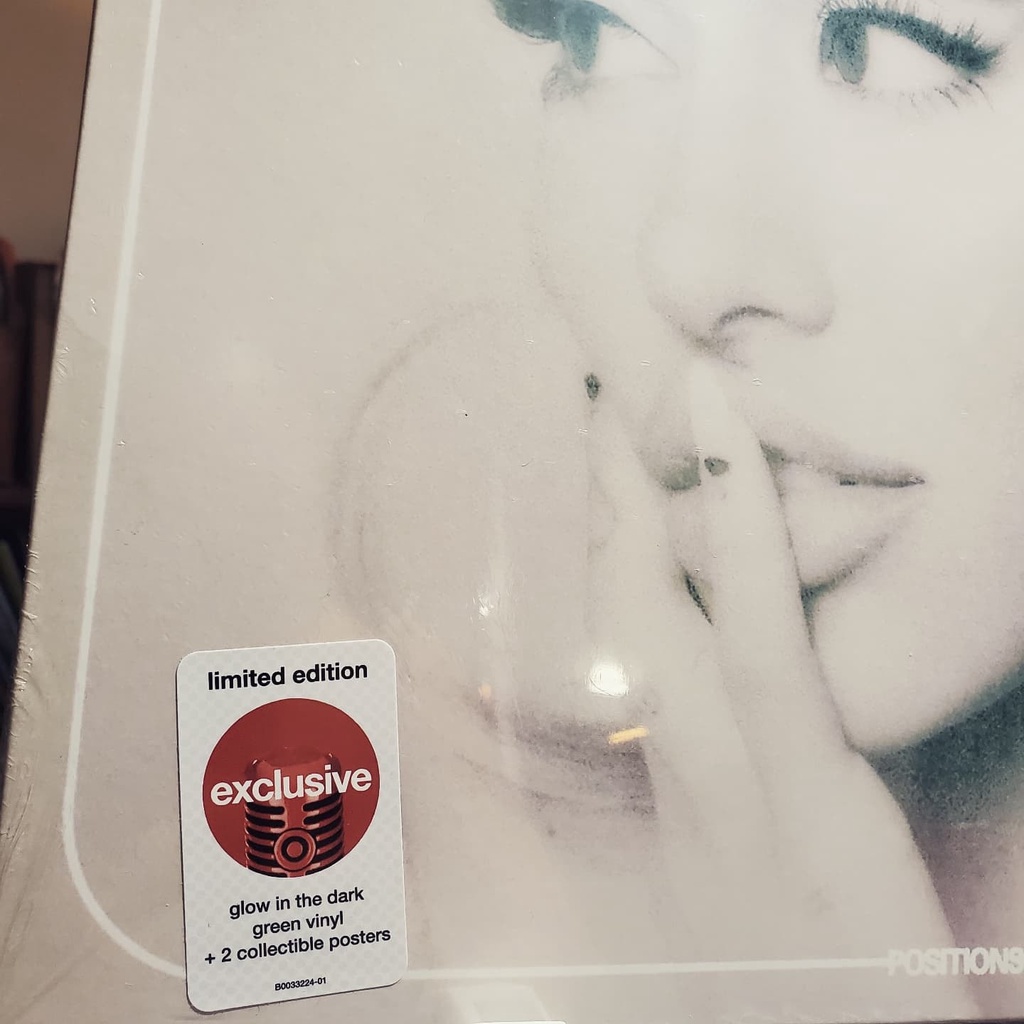 limited edition
exclusive
glow in the dark
green vinyl
+ 2 collectible posters
B0033224-01
POSITIONS